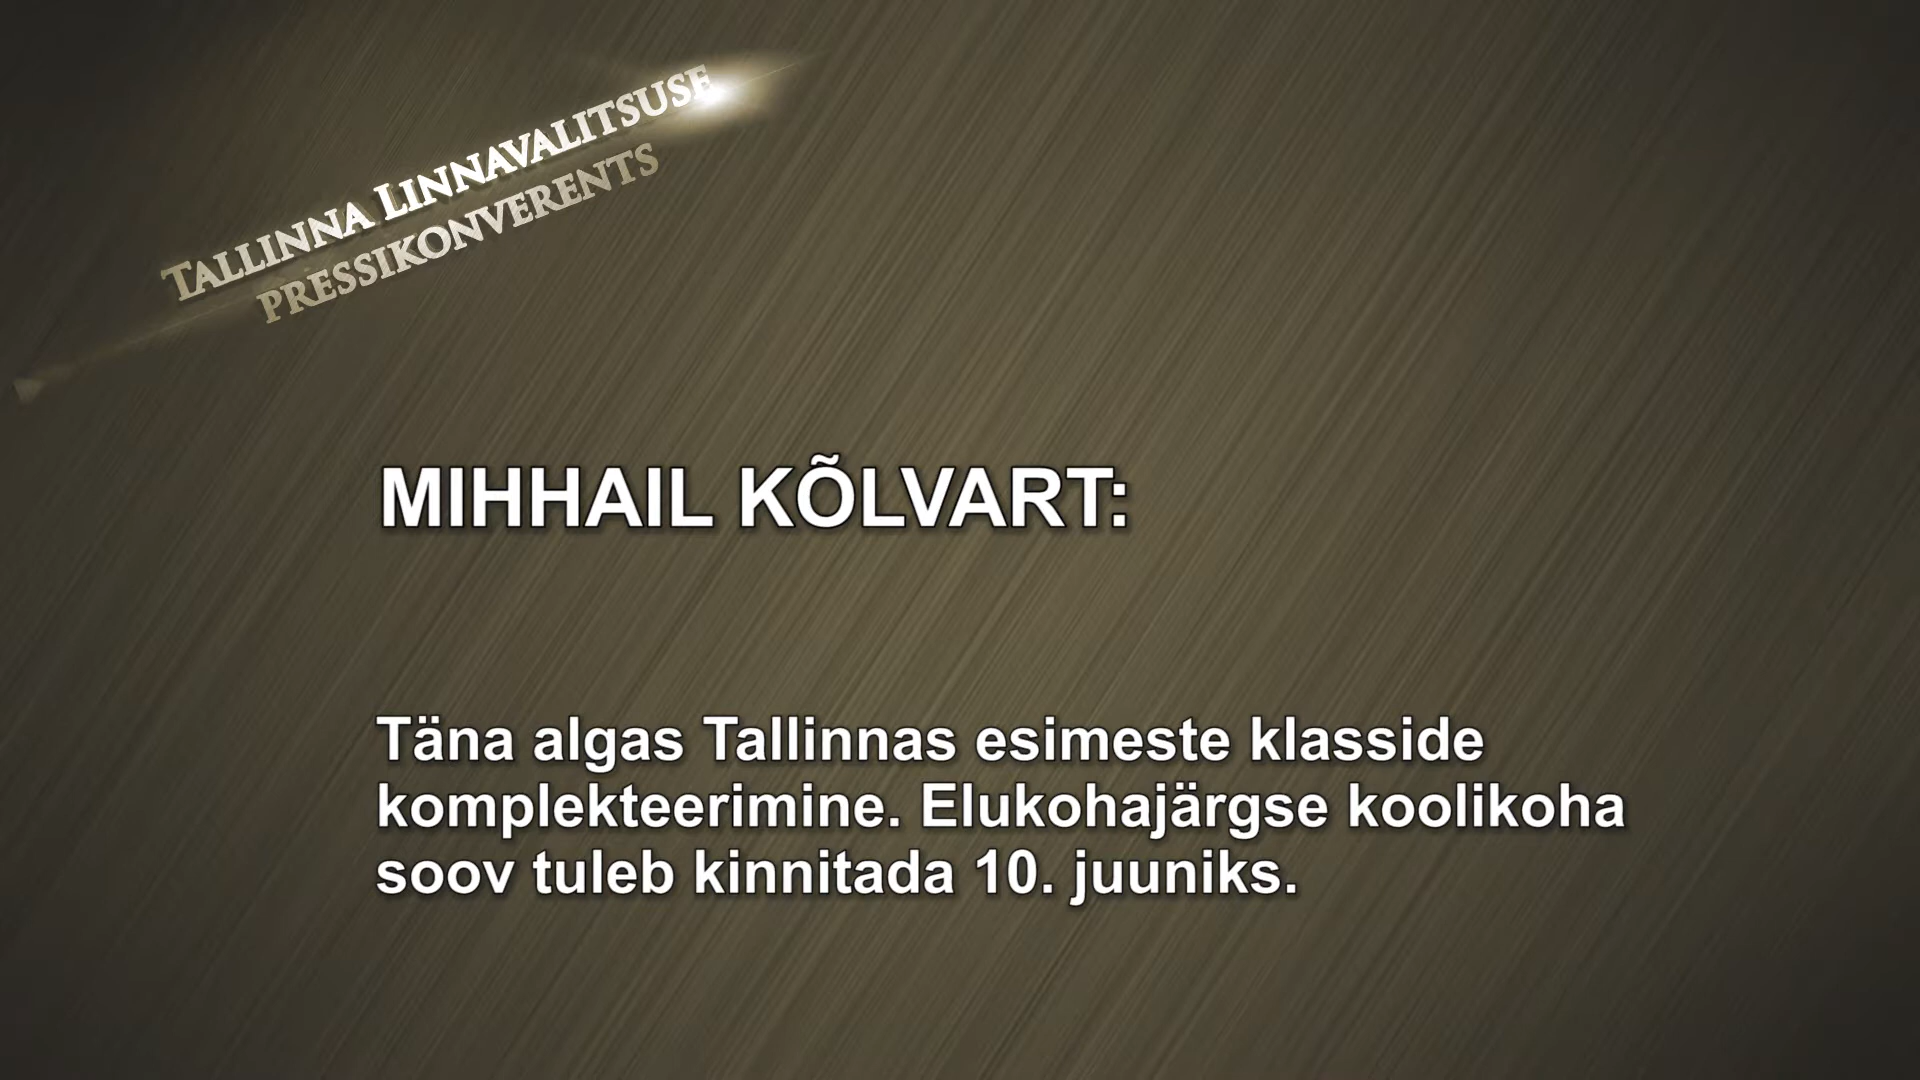 TALLINNA LINNAVALITSUSE
PRESSIKONVERENTS
MIHHAIL KÕLVART:
Täna algas Tallinnas esimeste klasside
komplekteerimine. Elukohajärgse koolikoha
soov tuleb kinnitada 10. juuniks.